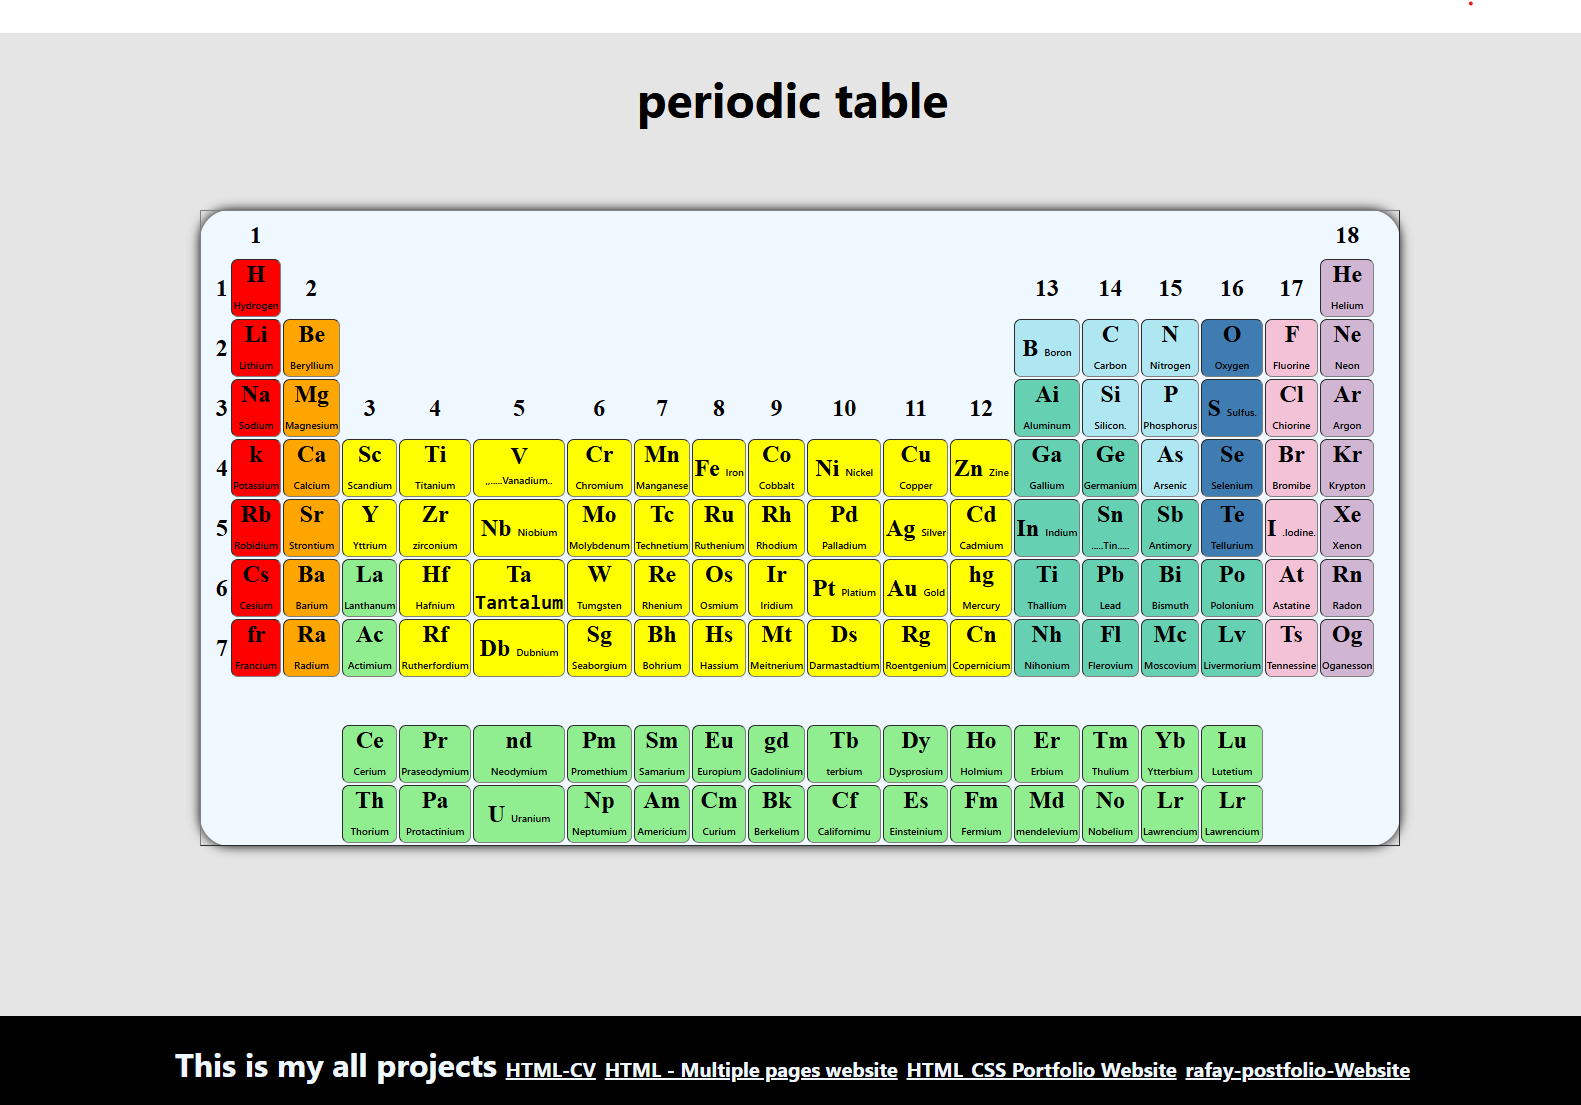 periodic table
1 18
H He
1 2 13 14 15 16 17
Hydrogen Helium
Li Be B Boron C N O F Ne
2
Lithium Beryllium Carbon Nitrogen Oxygen Fluorine Neon
Na Mg Ai Si P S Sulfus. Cl Ar
3 3 4 5 6 7 8 9 10 11 12
Sodium Magnesium Aluminum Silicon. Phosphorus Chiorine Argon
k Ca Sc Ti V Cr Mn Fe Iron Co Ni Nickel Cu Zn Zine Ga Ge As Se Br Kr
4
Potassium Calcium Scandium Titanium ,,......Vanadium.. Chromium Manganese Cobbalt Copper Gallium Germanium Arsenic Selenium Bromibe Krypton
Rb Sr Y Zr Nb Niobium Mo Tc Ru Rh Pd Ag Silver Cd In Indium Sn Sb Te I .Iodine. Xe
5
Robidium Strontium Yttrium zirconium Molybdenum Technetium Ruthenium Rhodium Palladium Cadmium .....Tin..... Antimory Tellurium Xenon
Cs Ba La Hf Ta W Re Os Ir Pt Platium Au Gold hg Ti Pb Bi Po At Rn
6
Cesium Barium Lanthanum Hafnium Tantalum Tumgsten Rhenium Osmium Iridium Mercury Thallium Lead Bismuth Polonium Astatine Radon
fr Ra Ac Rf Db Dubnium Sg Bh Hs Mt Ds Rg Cn Nh Fl Mc Lv Ts Og
7
Francium Radium Actimium Rutherfordium Seaborgium Bohrium Hassium Meitnerium Darmastadtium Roentgenium Copernicium Nihonium Flerovium Moscovium Livermorium Tennessine Oganesson
Ce Pr nd Pm Sm Eu gd Tb Dy Ho Er Tm Yb Lu
Cerium Praseodymium Neodymium Promethium Samarium Europium Gadolinium terbium Dysprosium Holmium Erbium Thulium Ytterbium Lutetium
Th Pa U Uranium Np Am Cm Bk Cf Es Fm Md No Lr Lr
Thorium Protactinium Neptumium Americium Curium Berkelium Californimu Einsteinium Fermium mendelevium Nobelium Lawrencium Lawrencium
This is my all projects HTML-CV HTML - Multiple pages website HTML CSS Portfolio Website rafay-postfolio-Website